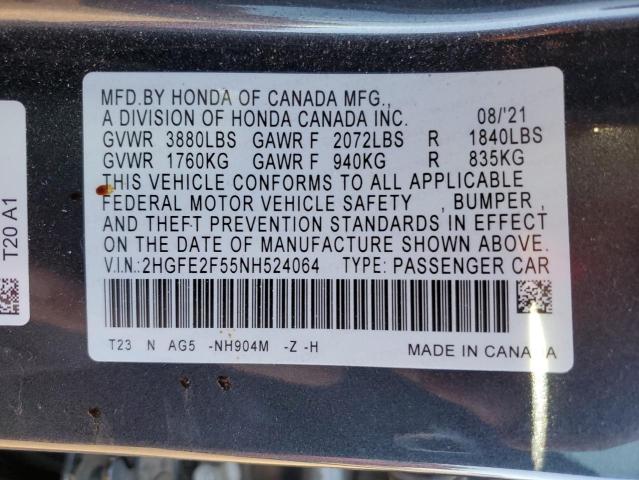 MFD.BY HONDA OF CANADA MFG.,
A DIVISION OF HONDA CANADA INC. 08/'21
GVWR 3880LBS GAWR F 2072LBS R 1840LBS
GVWR 1760KG GAWR F 940KG R 835KG
THIS VEHICLE CONFORMS TO ALL APPLICABLE
FEDERAL MOTOR VEHICLE SAFETY , BUMPER ,
AND THEFT PREVENTION STANDARDS IN EFFECT
ON THE DATE OF MANUFACTURE SHOWN ABOVE.
V.I.N.:2HGFE2F55NH524064 TYPE: PASSENGER CAR
T23 N AG5 -NH904M -Z -H
MADE IN CANADA
T20 A1